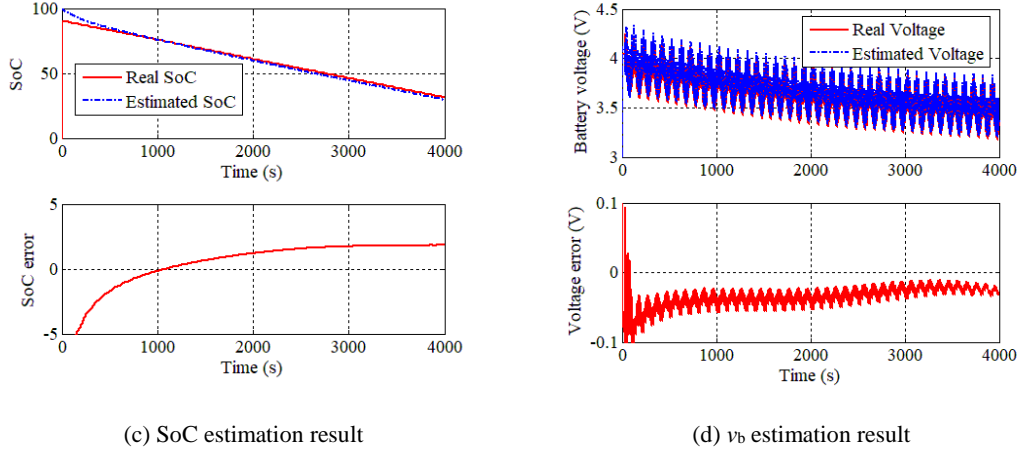 100
50
0
SoC
Real SoC
Estimated SoC
0 1000 2000 3000 4000
Time (s)
5
0
-5
SoC error
0 1000 2000 3000 4000
Time (s)
(c) SoC estimation result
4.5
4
3.5
3
Battery voltage (V)
Real Voltage
Estimated Voltage
0 1000 2000 3000 4000
0.1
0
-0.1
Voltage error (V)
0 1000 2000 3000 4000
Time (s)
(d) vb estimation result